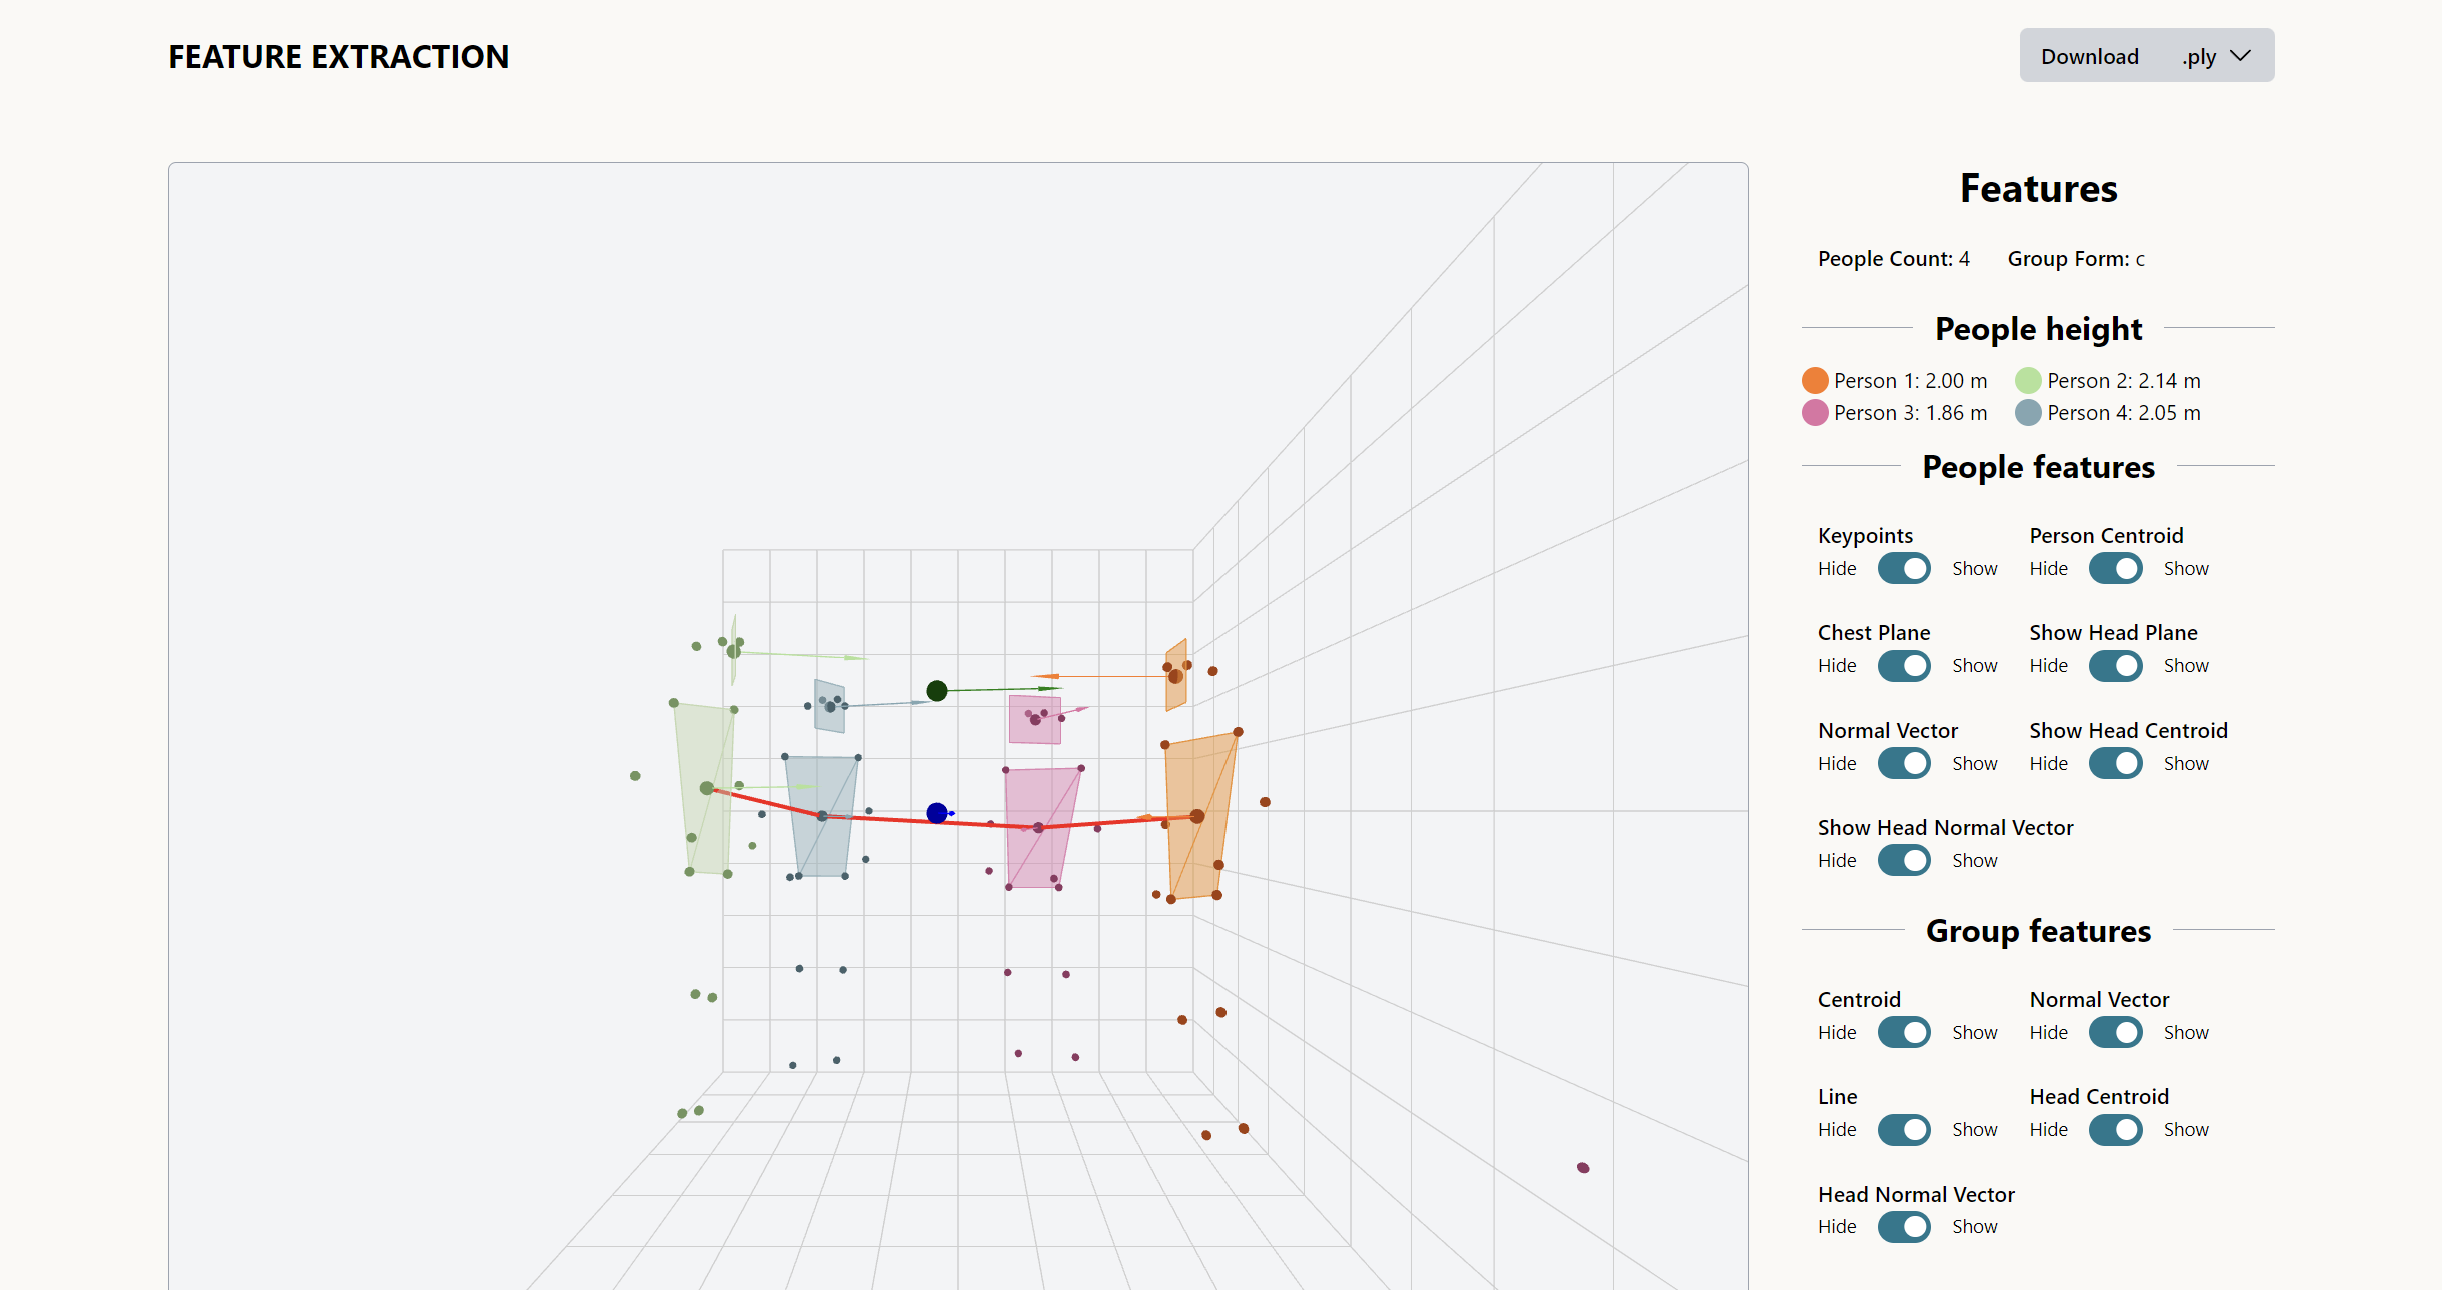 FEATURE EXTRACTION
Download .ply
Features
People Count: 4 Group Form: c
People height
Person 1: 2.00 m Person 2: 2.14 m
Person 3: 1.86 m Person 4: 2.05 m
People features
Keypoints Person Centroid
Hide Show Hide Show
Chest Plane Show Head Plane
Hide Show Hide Show
Normal Vector Show Head Centroid
Hide Show Hide Show
Show Head Normal Vector
Hide Show
Group features
Centroid Normal Vector
Hide Show Hide Show
Line Head Centroid
Hide Show Hide Show
Head Normal Vector
Hide Show